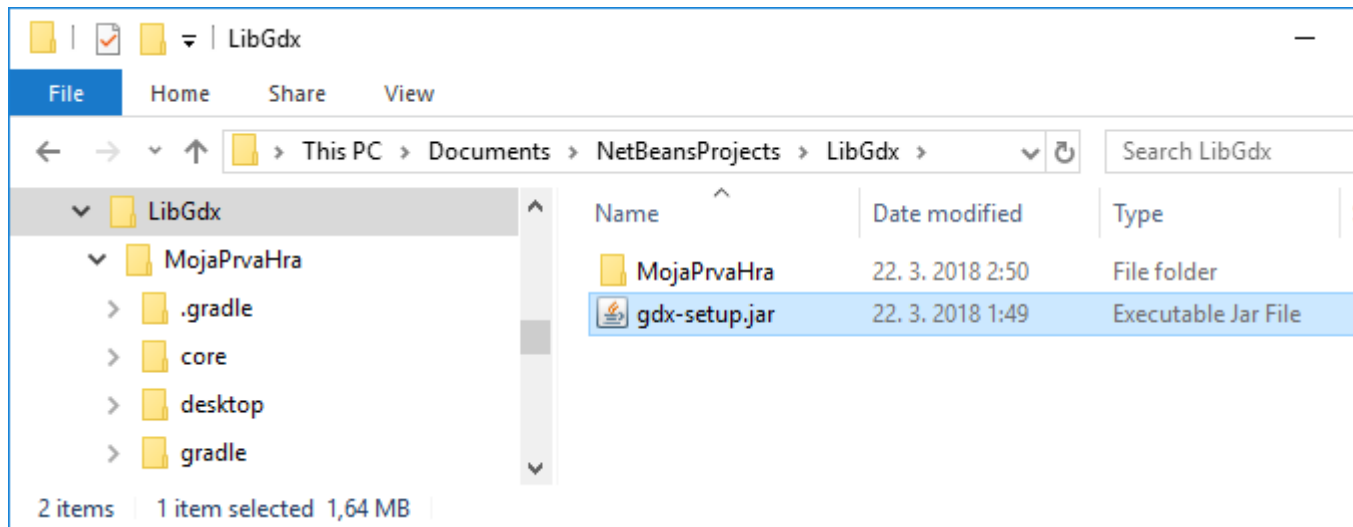 LibGdx
File Home Share View
This PC > Documents > NetBeansProjects > LibGdx > Search LibGdx
LibGdx
MojaPrvaHra
.gradle
core
desktop
gradle
Name Date modified Type
MojaPrvaHra 22. 3. 2018 2:50 File folder
gdx-setup.jar 22. 3. 2018 1:49 Executable Jar File
2 items 1 item selected 1,64 MB